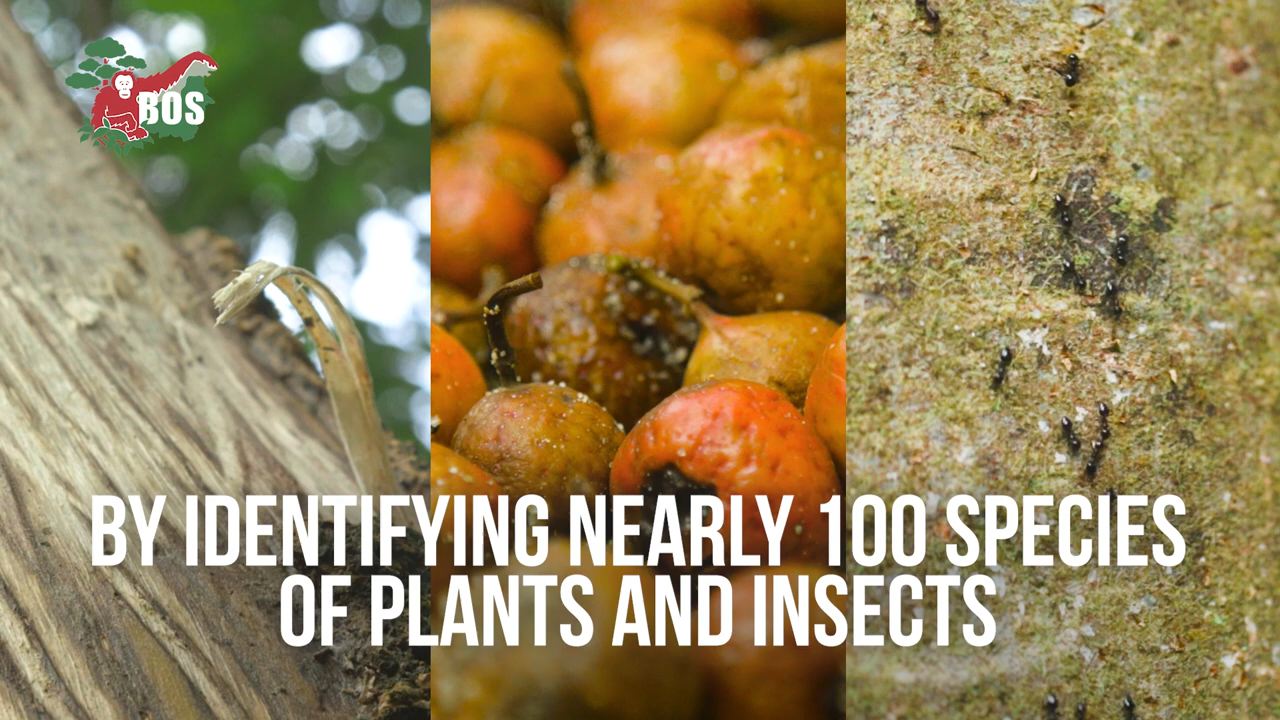 BOS
BY IDENTIFYING NEARLY 100 SPECIES
OF PLANTS AND INSECTS